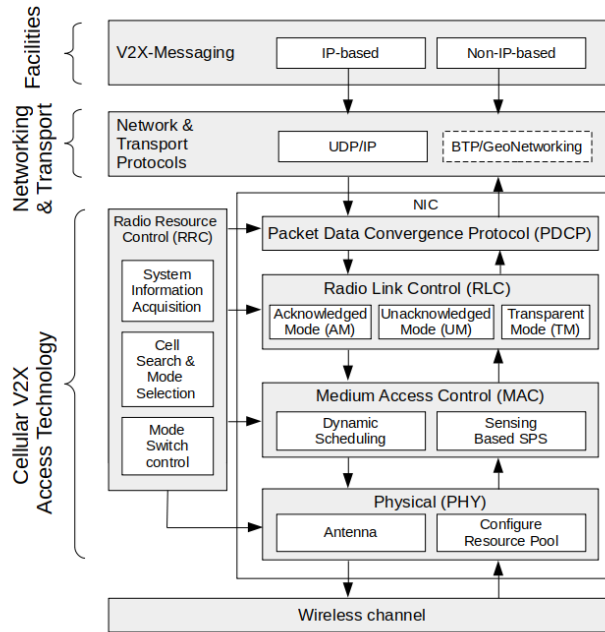 Facilities
V2X-Messaging
IP-based
Non-IP-based
Networking
& Transport
Network &
Transport
Protocols
UDP/IP
BTP/GeoNetworking
NIC
Cellular V2X
Access Technology
Radio Resource
Control (RRC)
System
Information
Acquisition
Cell
Search &
Mode
Selection
Mode
Switch
control
Packet Data Convergence Protocol (PDCP)
Radio Link Control (RLC)
Acknowledged
Mode (AM)
Unacknowledged
Mode (UM)
Transparent
Mode (TM)
Medium Access Control (MAC)
Dynamic
Scheduling
Sensing
Based SPS
Physical (PHY)
Antenna
Configure
Resource Pool
Wireless channel